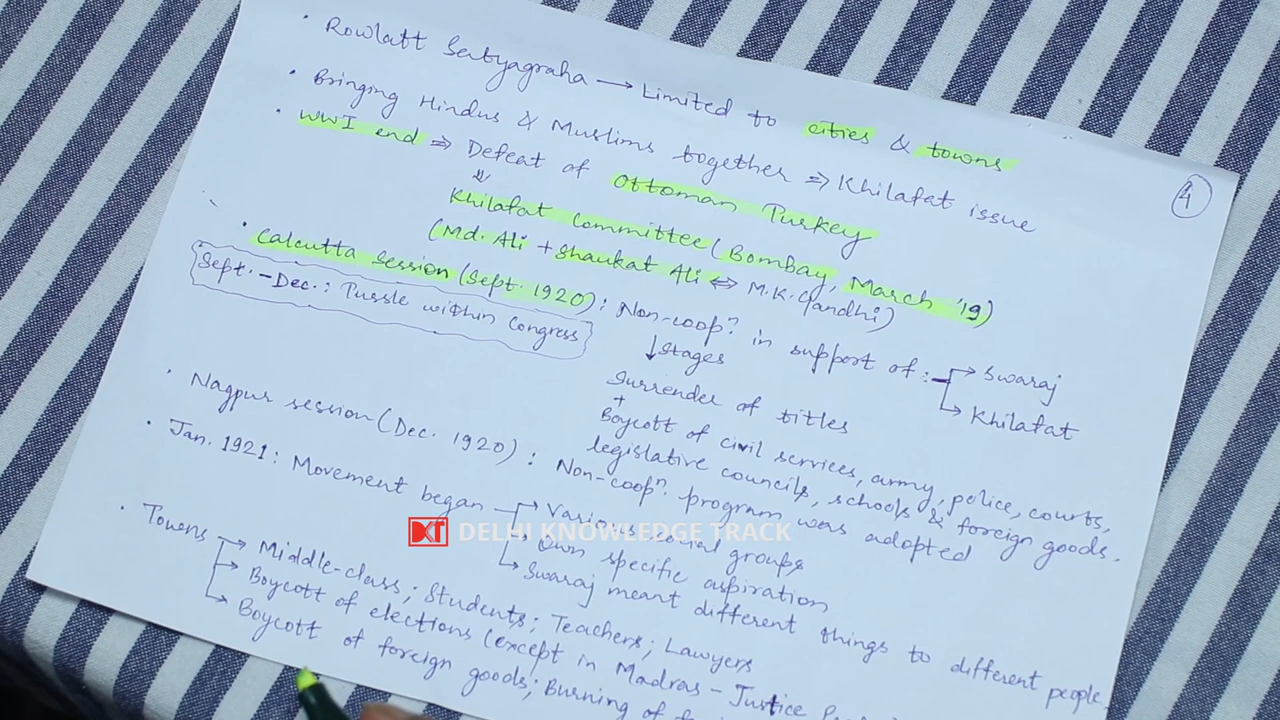 • Rowlatt Satyagraha → Limited to cities & towns
• Bringing Hindus & Muslims together ⇒ Khilafat issue
• WWI end ⇒ Defeat of Ottoman Turkey
⇓
Khilafat Committee (Bombay, March '19)
(Md. Ali + Shaukat Ali ⇔ M.K. Gandhi)
• Calcutta Session (Sept. 1920): Non-coopn. in support of: → Swaraj
→ Khilafat
Sept. - Dec.: Tussle within Congress
↓ Stages
Surrender of titles
+
Boycott of civil services, army, police, courts,
legislative councils, schools & foreign goods.
• Nagpur session (Dec. 1920): Non-coopn. program was adopted
• Jan. 1921: Movement began → Various social groups
→ Own specific aspiration
→ Swaraj meant different things to different people
• Towns → Middle-class; Students; Teachers; Lawyers
→ Boycott of elections (except in Madras - Justice
→ Boycott of foreign goods; Burning of
4
DKT DELHI KNOWLEDGE TRACK